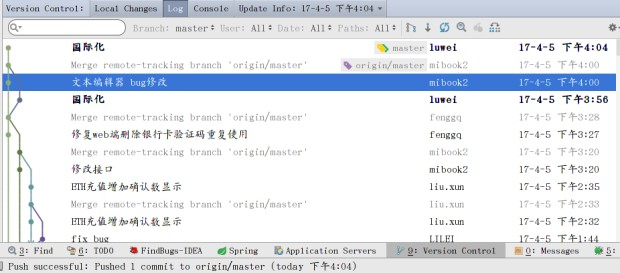 Version Control: Local Changes Log Console Update Info: 17-4-5 下午4:04
Branch: master User: All Date: All Paths: All
国际化 master luwei 17-4-5 下午4:04
Merge remote-tracking branch 'origin/master' origin/master mibook2 17-4-5 下午4:00
文本编辑器 bug修改 mibook2 17-4-5 下午4:00
国际化 luwei 17-4-5 下午3:56
Merge remote-tracking branch 'origin/master' fenggq 17-4-5 下午3:28
修复web端删除银行卡验证码重复使用 fenggq 17-4-5 下午3:27
Merge remote-tracking branch 'origin/master' mibook2 17-4-5 下午3:20
修改接口 mibook2 17-4-5 下午3:20
ETH充值增加确认数显示 liu.xun 17-4-5 下午2:35
Merge remote-tracking branch 'origin/master' liu.xun 17-4-5 下午2:33
ETH充值增加确认数显示 liu.xun 17-4-5 下午2:32
fix bug LILEI 17-4-5 下午1:44
3: Find 6: TODO FindBugs-IDEA Spring Application Servers 9: Version Control 0: Messages 5:
Push successful: Pushed 1 commit to origin/master (today 下午4:04)